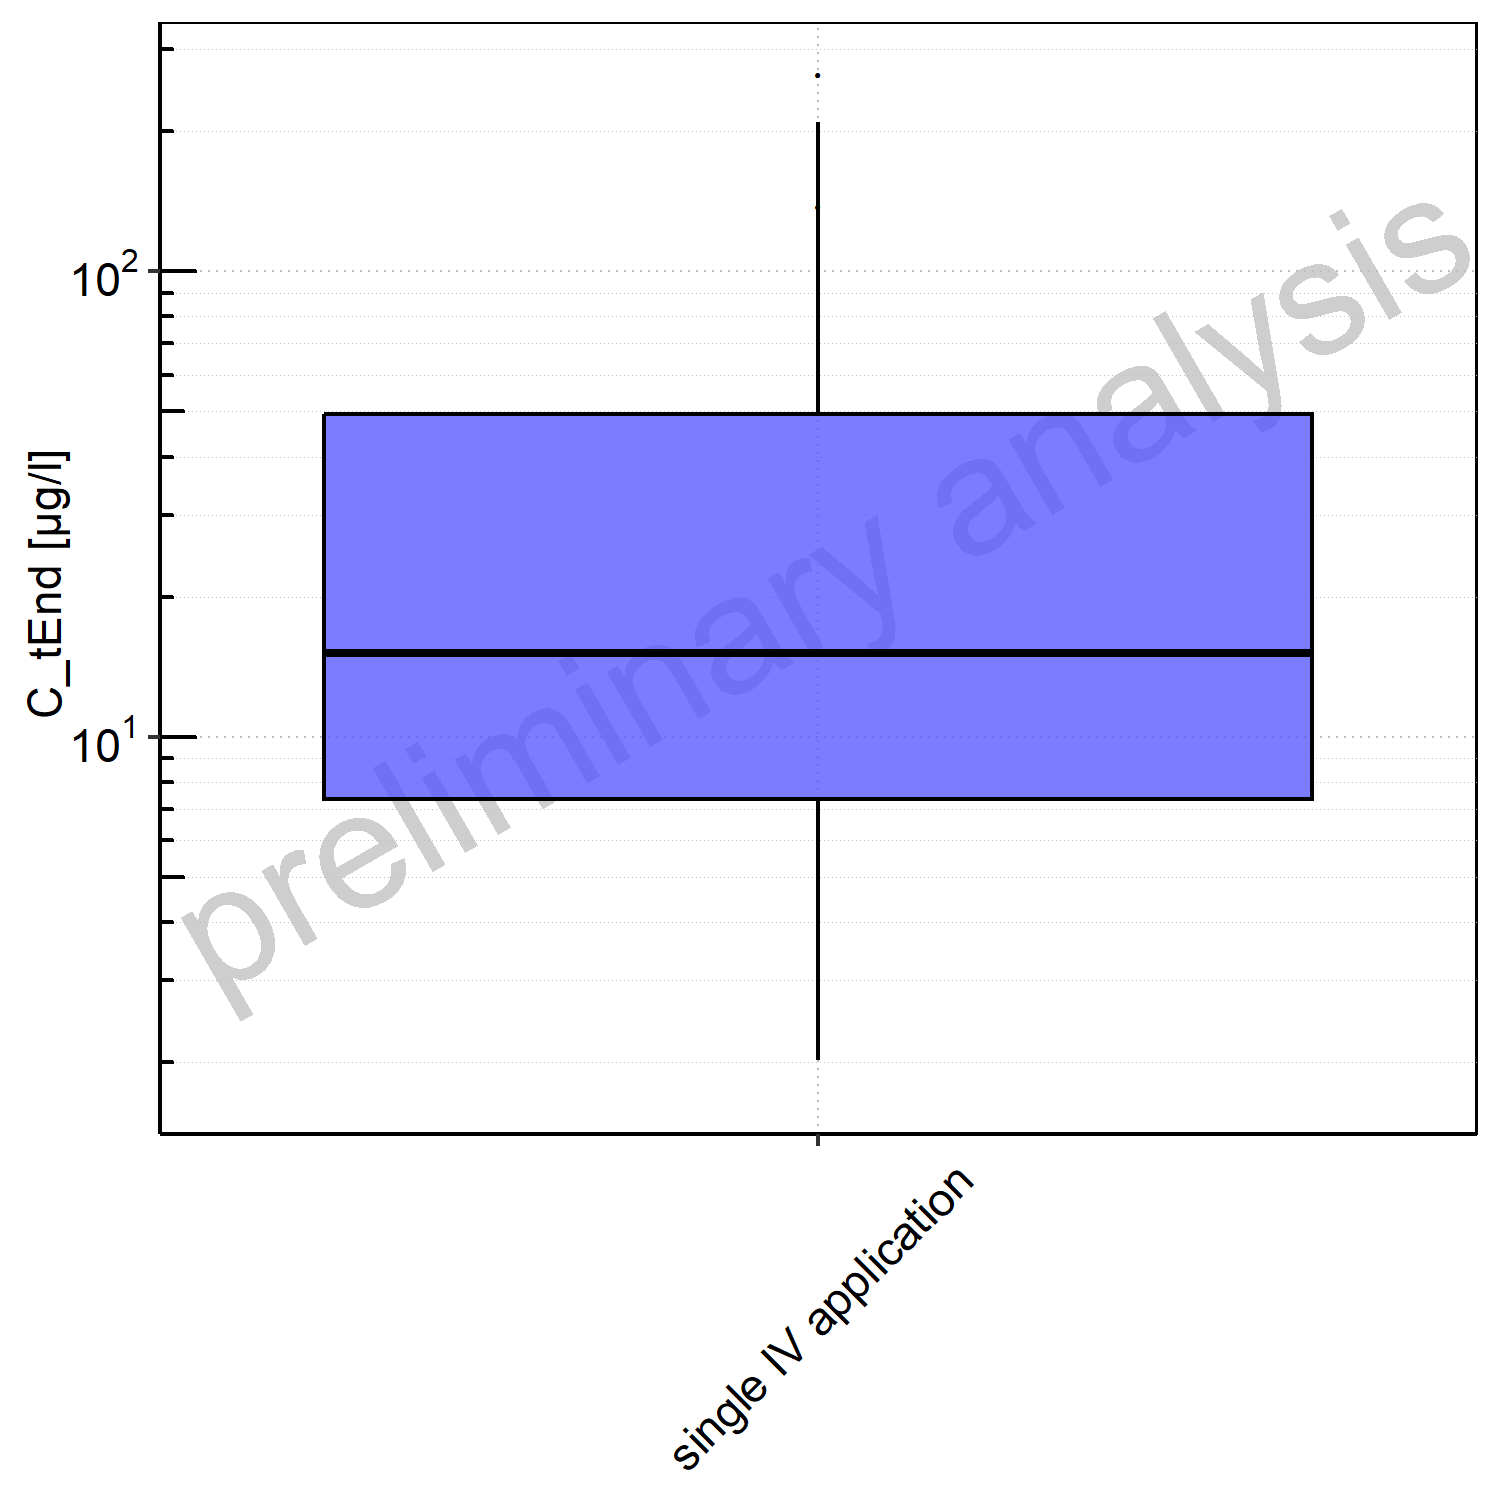 10²
10¹
C_tEnd [µg/l]
preliminary analysis
single IV application